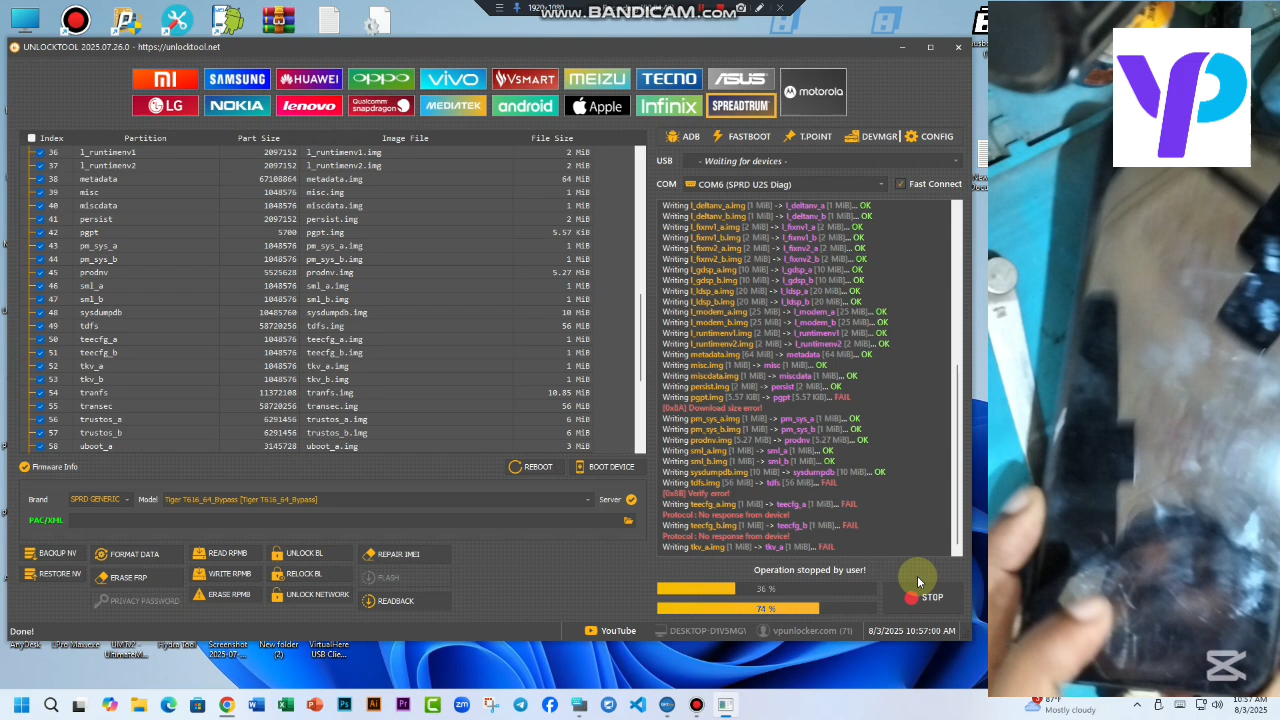 1920x1080
www.BANDICAM.com
UNLOCKTOOL 2025.07.26.0 - https://unlocktool.net
MI SAMSUNG HUAWEI oppo vivo VSMART MEIZU TECNO ASUS motorola
LG NOKIA lenovo Qualcomm snapdragon MEDIATEK android Apple Infinix SPREADTRUM
Index Partition Part Size Image File File Size
36 l_runtimenv1 2097152 l_runtimenv1.img 2 MiB
37 l_runtimenv2 2097152 l_runtimenv2.img 2 MiB
38 metadata 67108864 metadata.img 64 MiB
39 misc 1048576 misc.img 1 MiB
40 miscdata 1048576 miscdata.img 1 MiB
41 persist 2097152 persist.img 2 MiB
42 pgpt 5700 pgpt.img 5.57 KiB
43 pm_sys_a 1048576 pm_sys_a.img 1 MiB
44 pm_sys_b 1048576 pm_sys_b.img 1 MiB
45 prodnv 5525628 prodnv.img 5.27 MiB
46 sml_a 1048576 sml_a.img 1 MiB
47 sml_b 1048576 sml_b.img 1 MiB
48 sysdumpdb 10485760 sysdumpdb.img 10 MiB
49 tdfs 58720256 tdfs.img 56 MiB
50 teecfg_a 1048576 teecfg_a.img 1 MiB
51 teecfg_b 1048576 teecfg_b.img 1 MiB
52 tkv_a 1048576 tkv_a.img 1 MiB
53 tkv_b 1048576 tkv_b.img 1 MiB
54 tranfs 11372108 tranfs.img 10.85 MiB
55 transec 58720256 transec.img 56 MiB
56 trustos_a 6291456 trustos_a.img 6 MiB
57 trustos_b 6291456 trustos_b.img 6 MiB
58 uboot_a 3145728 uboot_a.img 3 MiB
Firmware Info REBOOT BOOT DEVICE
Brand SPRD GENERIC Model Tiger T616_64_Bypass [Tiger T616_64_Bypass] Server
PAC/XML
BACKUP NV FORMAT DATA READ RPMB UNLOCK BL REPAIR IMEI
RESTORE NV ERASE FRP WRITE RPMB RELOCK BL FLASH
PRIVACY PASSWORD ERASE RPMB UNLOCK NETWORK READBACK
ADB FASTBOOT T.POINT DEVMGR CONFIG
USB - Waiting for devices -
COM COM6 (SPRD U2S Diag) Fast Connect
Writing l_deltanv_a.img [1 MiB] -> l_deltanv_a [1 MiB]... OK
Writing l_deltanv_b.img [1 MiB] -> l_deltanv_b [1 MiB]... OK
Writing l_fixnv1_a.img [2 MiB] -> l_fixnv1_a [2 MiB]... OK
Writing l_fixnv1_b.img [2 MiB] -> l_fixnv1_b [2 MiB]... OK
Writing l_fixnv2_a.img [2 MiB] -> l_fixnv2_a [2 MiB]... OK
Writing l_fixnv2_b.img [2 MiB] -> l_fixnv2_b [2 MiB]... OK
Writing l_gdsp_a.img [10 MiB] -> l_gdsp_a [10 MiB]... OK
Writing l_gdsp_b.img [10 MiB] -> l_gdsp_b [10 MiB]... OK
Writing l_ldsp_a.img [20 MiB] -> l_ldsp_a [20 MiB]... OK
Writing l_ldsp_b.img [20 MiB] -> l_ldsp_b [20 MiB]... OK
Writing l_modem_a.img [25 MiB] -> l_modem_a [25 MiB]... OK
Writing l_modem_b.img [25 MiB] -> l_modem_b [25 MiB]... OK
Writing l_runtimenv1.img [2 MiB] -> l_runtimenv1 [2 MiB]... OK
Writing l_runtimenv2.img [2 MiB] -> l_runtimenv2 [2 MiB]... OK
Writing metadata.img [64 MiB] -> metadata [64 MiB]... OK
Writing misc.img [1 MiB] -> misc [1 MiB]... OK
Writing miscdata.img [1 MiB] -> miscdata [1 MiB]... OK
Writing persist.img [2 MiB] -> persist [2 MiB]... OK
Writing pgpt.img [5.57 KiB] -> pgpt [1 MiB]... FAIL
[0x8A] Download size error!
Writing pm_sys_a.img [1 MiB] -> pm_sys_a [1 MiB]... OK
Writing pm_sys_b.img [1 MiB] -> pm_sys_b [1 MiB]... OK
Writing prodnv.img [5.27 MiB] -> prodnv [5.27 MiB]... OK
Writing sml_a.img [1 MiB] -> sml_a [1 MiB]... OK
Writing sml_b.img [1 MiB] -> sml_b [1 MiB]... OK
Writing sysdumpdb.img [10 MiB] -> sysdumpdb [10 MiB]... OK
Writing tdfs.img [56 MiB] -> tdfs [56 MiB]... FAIL
[0x8B] Verify error!
Writing teecfg_a.img [1 MiB] -> teecfg_a [1 MiB]... FAIL
Protocol : No response from device!
Writing teecfg_b.img [1 MiB] -> teecfg_b [1 MiB]... FAIL
Protocol : No response from device!
Writing tkv_a.img [1 MiB] -> tkv_a [1 MiB]... FAIL
Operation stopped by user!
36 %
74 %
STOP
Done! YouTube DESKTOP-D1V5MG\ vpunlocker.com (71) 8/3/2025 10:57:00 AM
AnyDesk Hydra Tool Screenshot 2025-07-... New folder (2) VirtualHere USB Clie...
VP
87°F
Mostly cloudy
10:57 AM
8/3/2025